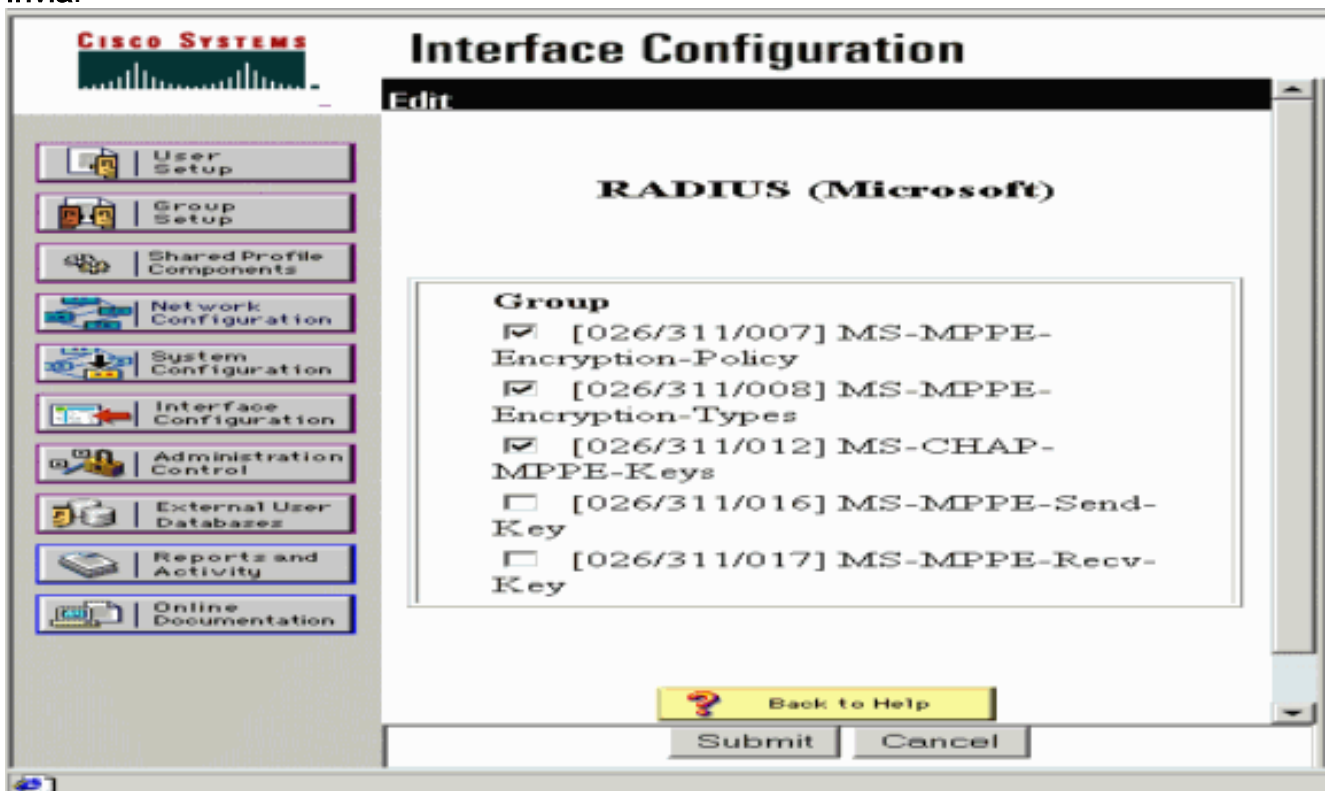 Invia.
CISCO SYSTEMS
Interface Configuration
Edit
User
Setup
Group
Setup
Shared Profile
Components
Network
Configuration
System
Configuration
Interface
Configuration
Administration
Control
External User
Databases
Reports and
Activity
Online
Documentation
RADIUS (Microsoft)
Group
[026/311/007] MS-MPPE-
Encryption-Policy
[026/311/008] MS-MPPE-
Encryption-Types
[026/311/012] MS-CHAP-
MPPE-Keys
[026/311/016] MS-MPPE-Send-
Key
[026/311/017] MS-MPPE-Recv-
Key
Back to Help
Submit
Cancel